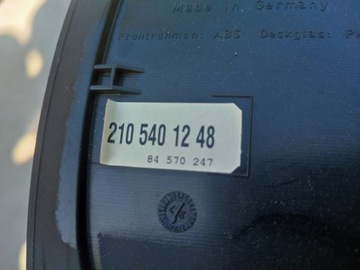 Made in Germany
Frontrahmen: ABS Deckglas:
210 540 12 48
84 570 247